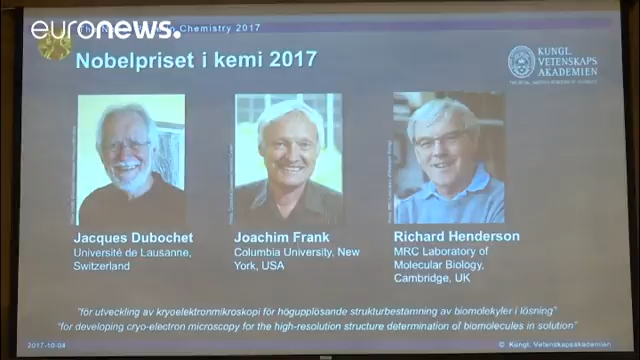 euronews.
Chemistry 2017
Nobelpriset i kemi 2017
KUNGL.
VETENSKAPS
AKADEMIEN
Jacques Dubochet
Université de Lausanne,
Switzerland
Joachim Frank
Columbia University, New
York, USA
Richard Henderson
MRC Laboratory of
Molecular Biology,
Cambridge, UK
"för utveckling av kryoelektronmikroskopi för högupplösande strukturbestämning av biomolekyler i lösning"
"for developing cryo-electron microscopy for the high-resolution structure determination of biomolecules in solution"
2017-10-04
© Kungl. Vetenskapsakademien